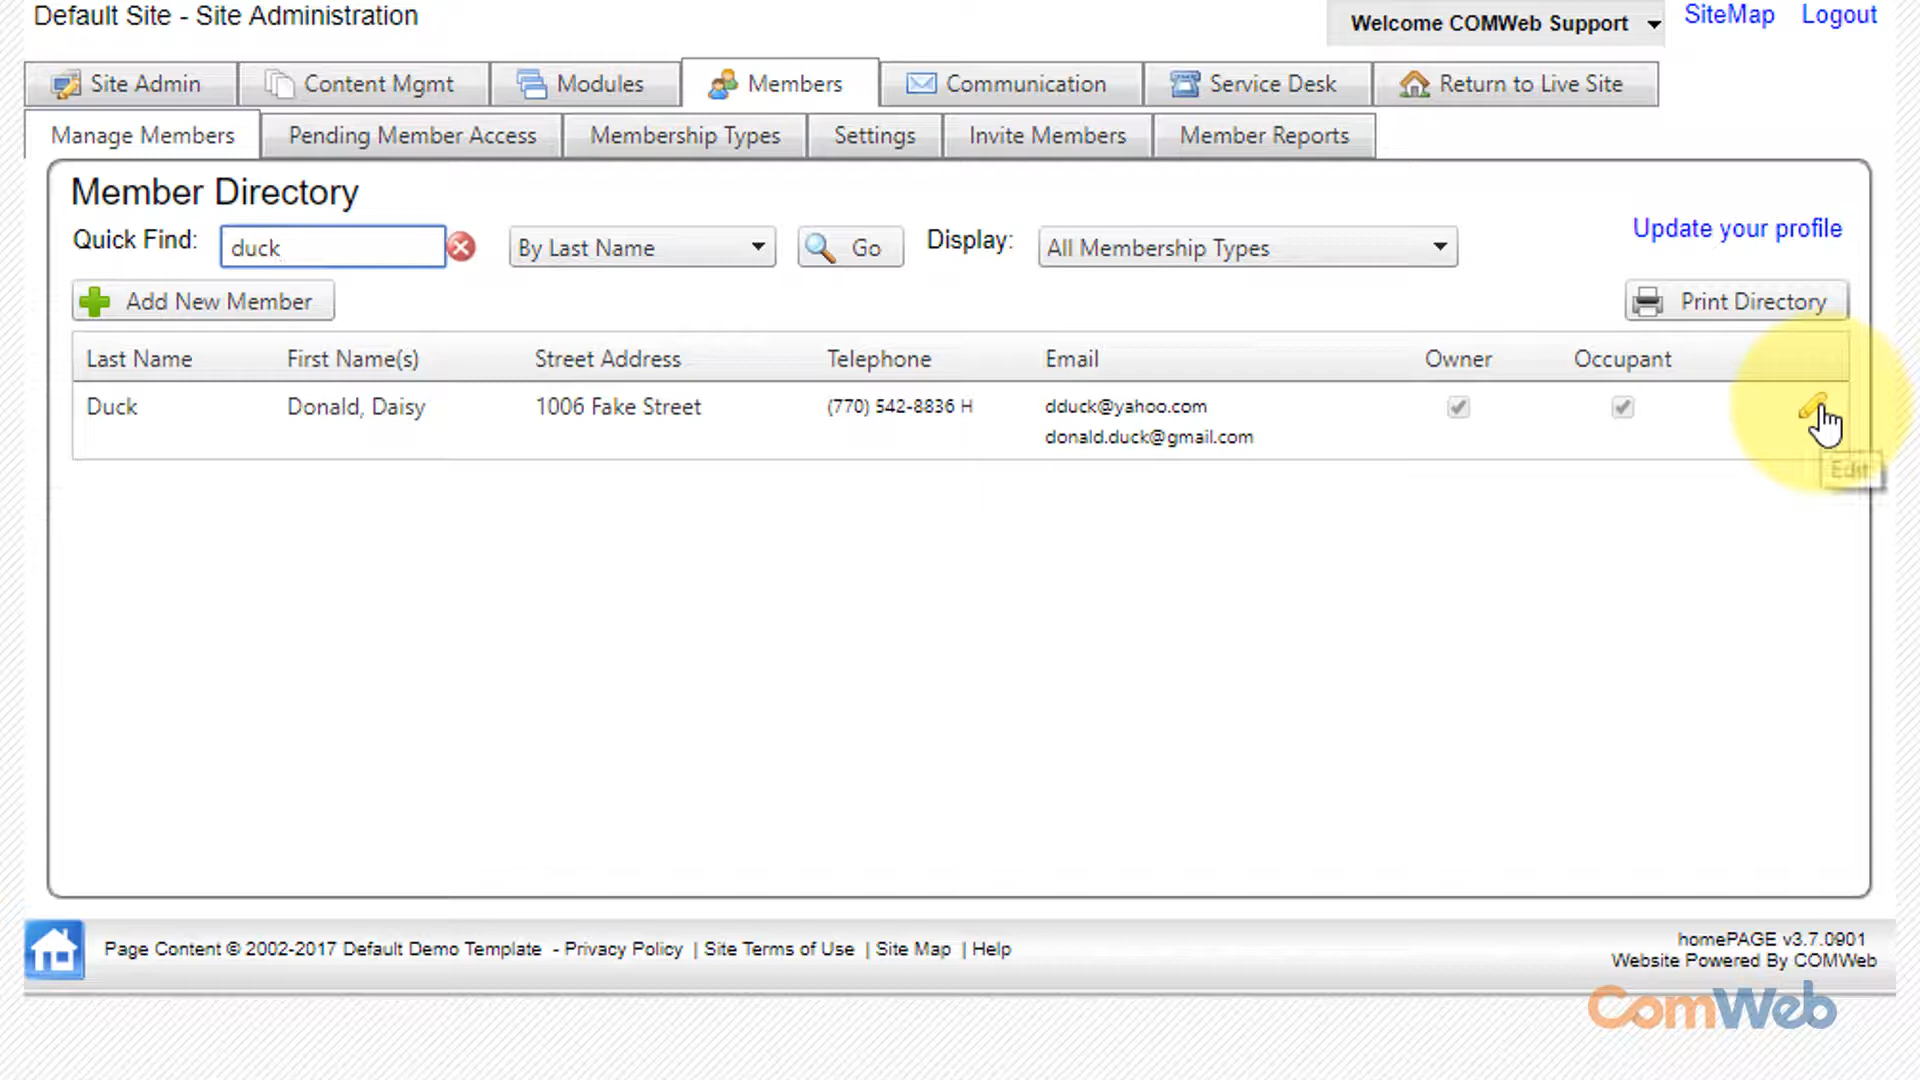 Default Site - Site Administration
Welcome COMWeb Support
SiteMap
Logout
Site Admin
Content Mgmt
Modules
Members
Communication
Service Desk
Return to Live Site
Manage Members
Pending Member Access
Membership Types
Settings
Invite Members
Member Reports
Member Directory
Quick Find:
duck
By Last Name
Go
Display:
All Membership Types
Update your profile
Add New Member
Print Directory
Last Name
First Name(s)
Street Address
Telephone
Email
Owner
Occupant
Duck
Donald, Daisy
1006 Fake Street
(770) 542-8836 H
dduck@yahoo.com
donald.duck@gmail.com
Edit
Page Content © 2002-2017 Default Demo Template - Privacy Policy | Site Terms of Use | Site Map | Help
homePAGE v3.7.0901
Website Powered By COMWeb
ComWeb